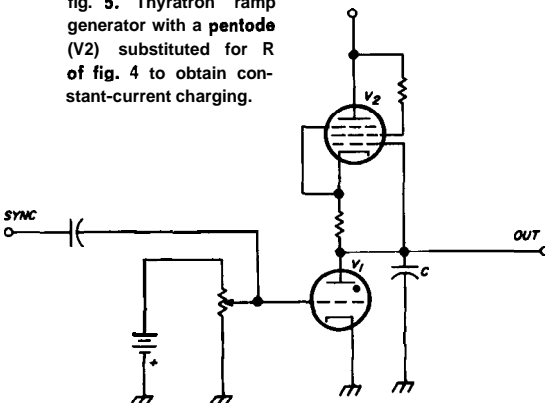 fig. 5. Thyratron ramp
generator with a pentode
(V2) substituted for R
of fig. 4 to obtain con-
stant-current charging.
V2
SYNC
OUT
V1
C
+